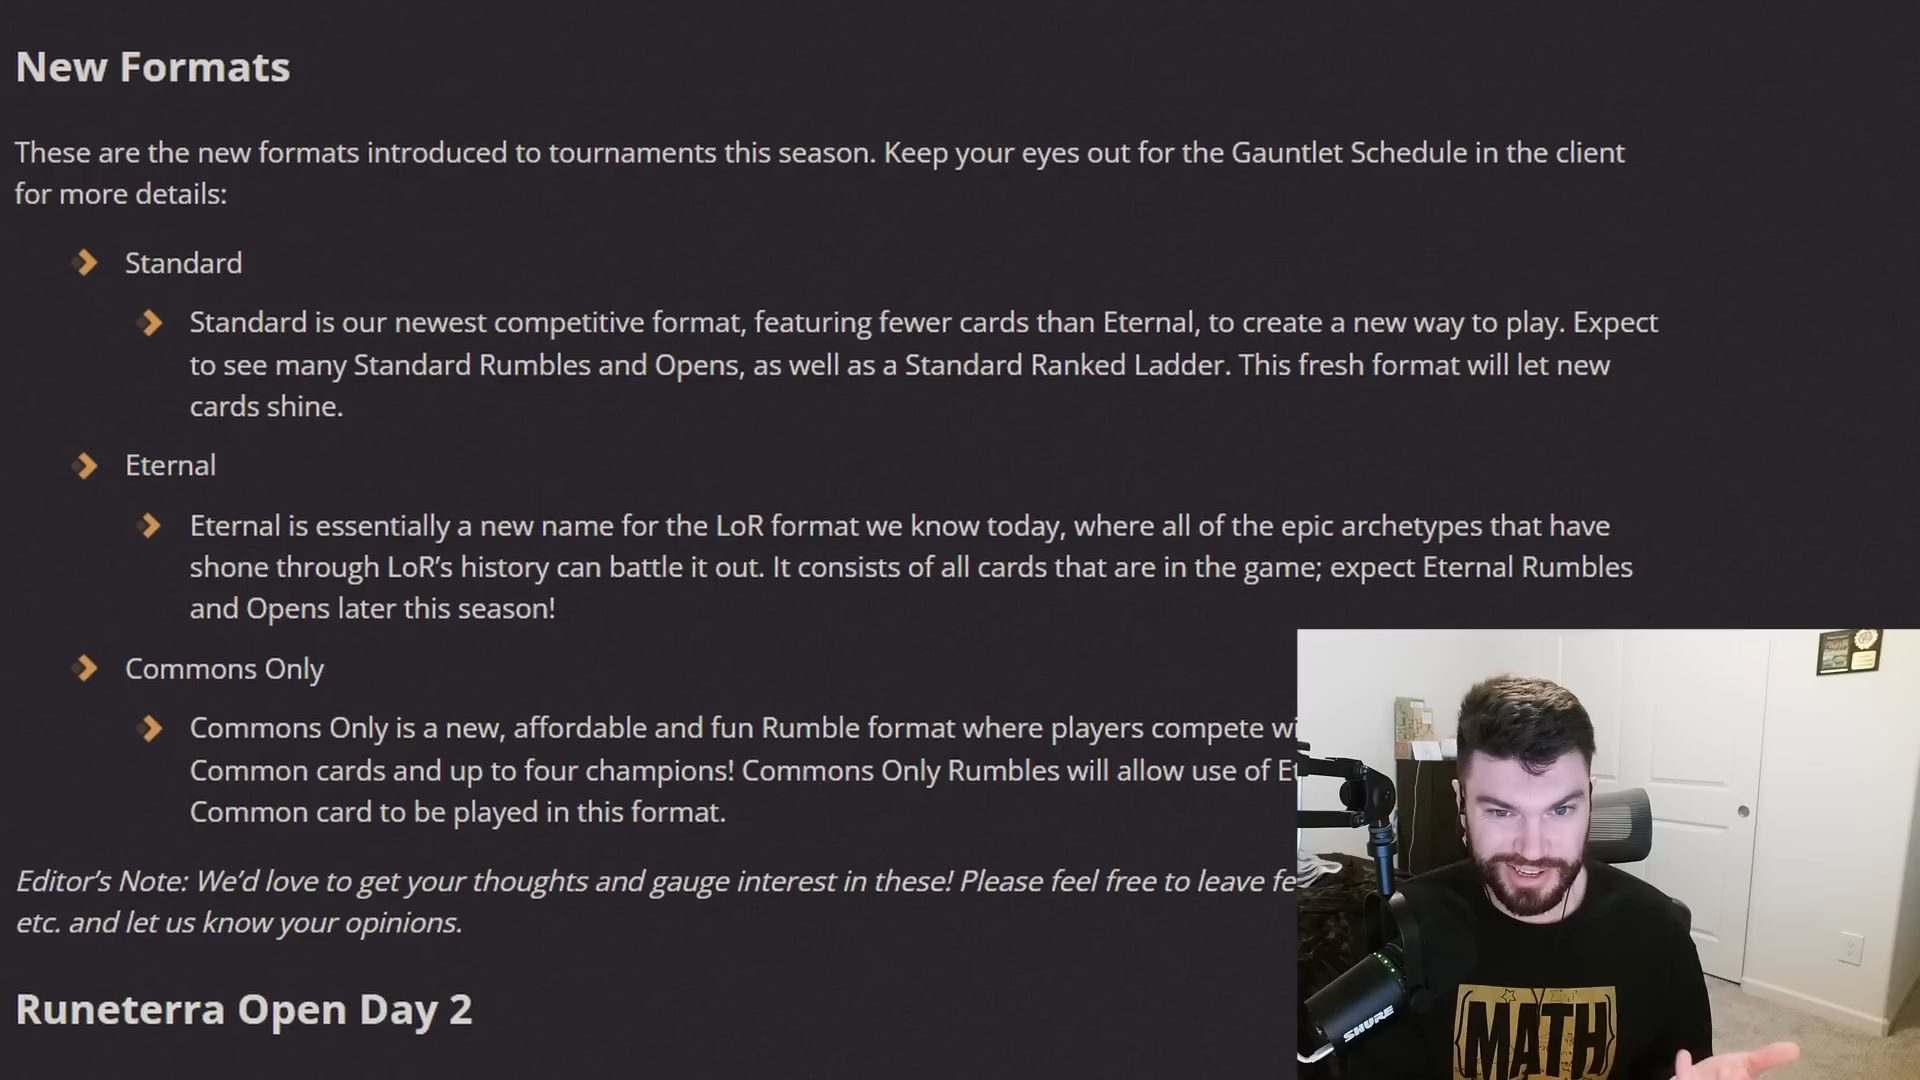 New Formats
These are the new formats introduced to tournaments this season. Keep your eyes out for the Gauntlet Schedule in the client
for more details:
Standard
Standard is our newest competitive format, featuring fewer cards than Eternal, to create a new way to play. Expect
to see many Standard Rumbles and Opens, as well as a Standard Ranked Ladder. This fresh format will let new
cards shine.
Eternal
Eternal is essentially a new name for the LoR format we know today, where all of the epic archetypes that have
shone through LoR’s history can battle it out. It consists of all cards that are in the game; expect Eternal Rumbles
and Opens later this season!
Commons Only
Commons Only is a new, affordable and fun Rumble format where players compete
Common cards and up to four champions! Commons Only Rumbles will allow use of
Common card to be played in this format.
Editor’s Note: We’d love to get your thoughts and gauge interest in these! Please feel free to leave
etc. and let us know your opinions.
Runeterra Open Day 2
SHURE
MATH